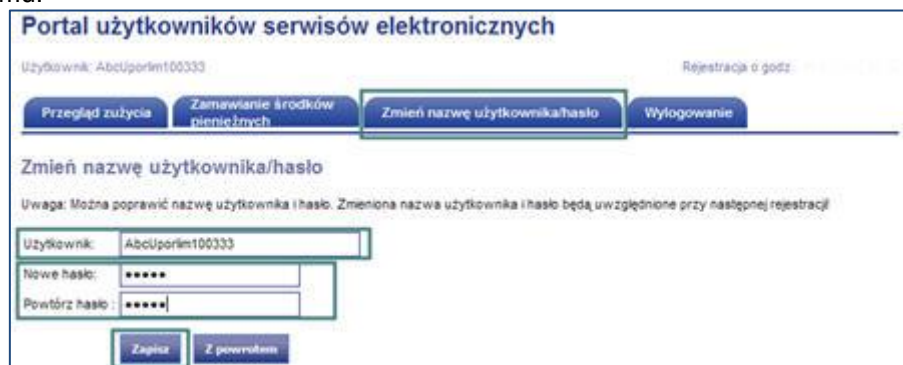 Portal użytkowników serwisów elektronicznych
Użytkownik: AbcUporlim100333 Rejestracja o godz
Przegląd zużycia Zamawianie środków pieniężnych Zmień nazwę użytkownika/hasło Wylogowanie
Zmień nazwę użytkownika/hasło
Uwaga: Można poprawić nazwę użytkownika i hasło. Zmieniona nazwa użytkownika i hasło będą uwzględnione przy następnej rejestracji!
Użytkownik: AbcUporlim100333
Nowe hasło: •••••
Powtórz hasło : •••••
Zapisz Z powrotem